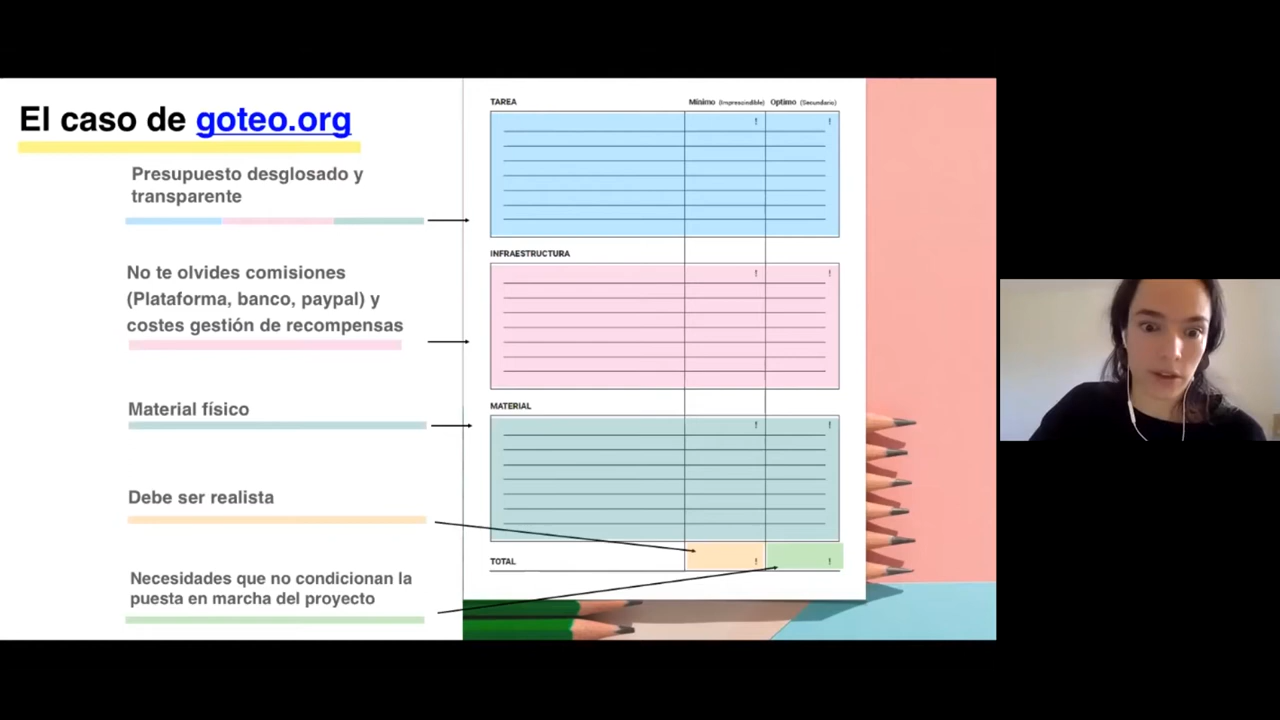 El caso de goteo.org
Presupuesto desglosado y
transparente
No te olvides comisiones
(Plataforma, banco, paypal) y
costes gestión de recompensas
Material físico
Debe ser realista
Necesidades que no condicionan la
puesta en marcha del proyecto
TAREA Mínimo (Imprescindible) Óptimo (Secundario)
! !
INFRAESTRUCTURA
! !
MATERIAL
! !
TOTAL ! !